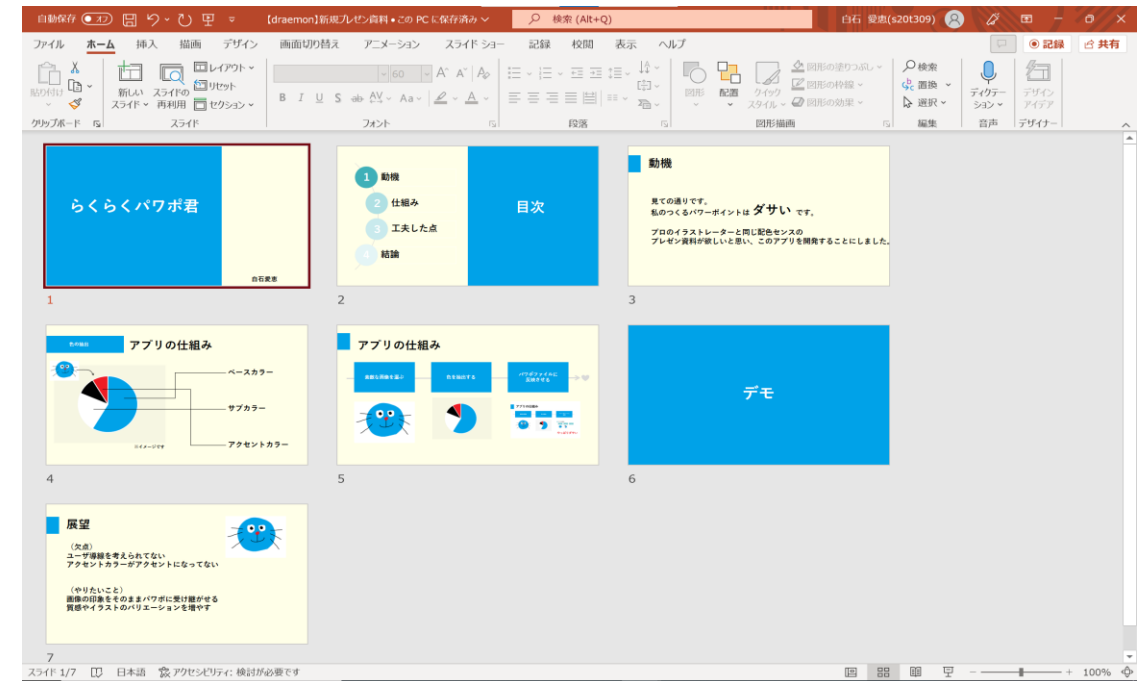 自動保存 オフ 【draemon】新規プレゼン資料 • この PC に保存済み 検索 (Alt+Q) 白石 愛恵(s20t309)
ファイル ホーム 挿入 描画 デザイン 画面切り替え アニメーション スライド ショー 記録 校閲 表示 ヘルプ 記録 共有
貼り付け 新しいスライド スライドの再利用 レイアウト リセット セクション
60 A A A
B I U S ab AV Aa A
図形 配置 クイックスタイル 図形の塗りつぶし 図形の枠線 図形の効果
検索 置換 選択
ディクテーション デザインアイデア
クリップボード スライド フォント 段落 図形描画 編集 音声 デザイナー
らくらくパワポ君
白石愛恵
1
1 動機
2 仕組み
3 工夫した点
4 結論
目次
2
動機
見ての通りです。
私のつくるパワーポイントは ダサい です。
プロのイラストレーターと同じ配色センスの
プレゼン資料が欲しいと思い、このアプリを開発することにしました。
3
色の抽出
アプリの仕組み
ベースカラー
サブカラー
アクセントカラー
※イメージです
4
アプリの仕組み
色を抽出する
パワポファイルに
反映させる
5
デモ
6
展望
（欠点）
ユーザ導線を考えられてない
アクセントカラーがアクセントになってない
（やりたいこと）
画像の印象をそのままパワポに受け継がせる
質感やイラストのバリエーションを増やす
7
スライド 1/7 日本語 アクセシビリティ: 検討が必要です 100%